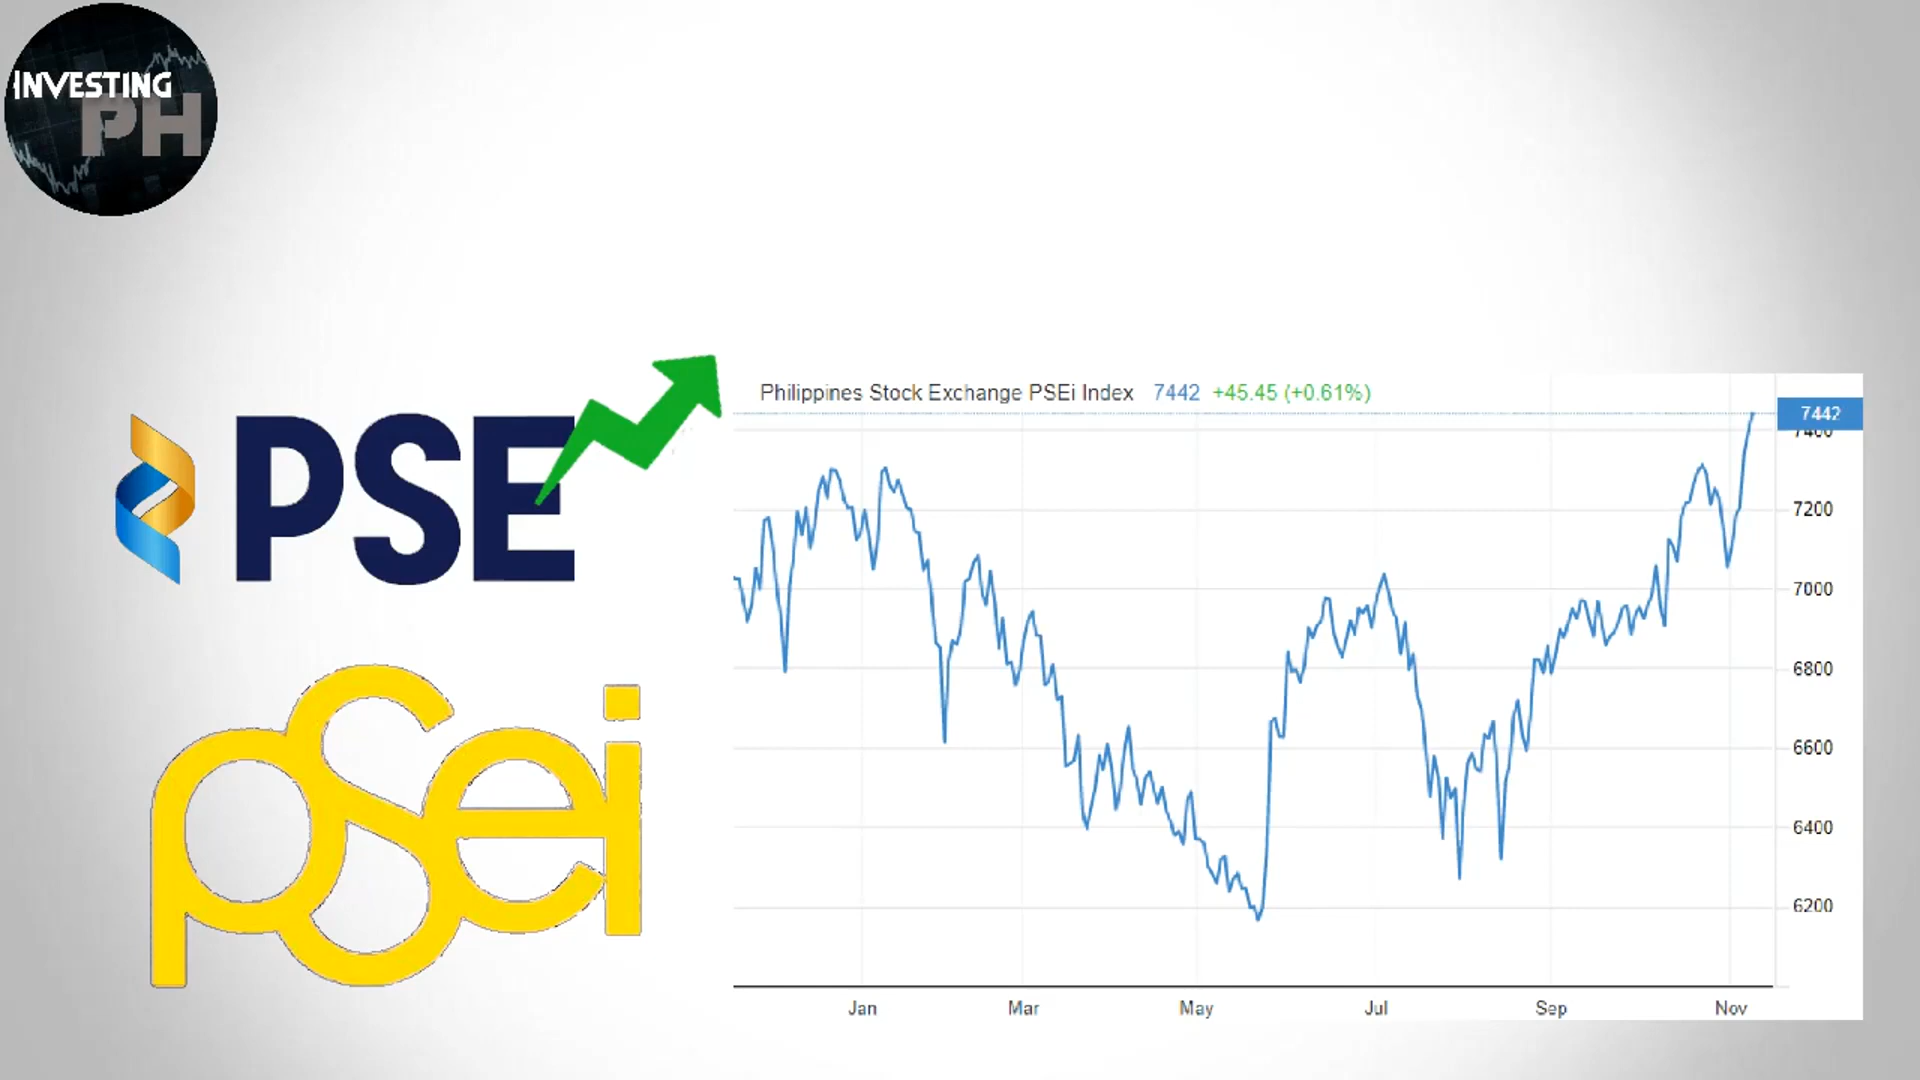 INVESTING
PH
PSE
psei
Philippines Stock Exchange PSEi Index 7442 +45.45 (+0.61%)
7442
7400
7200
7000
6800
6600
6400
6200
Jan Mar May Jul Sep Nov